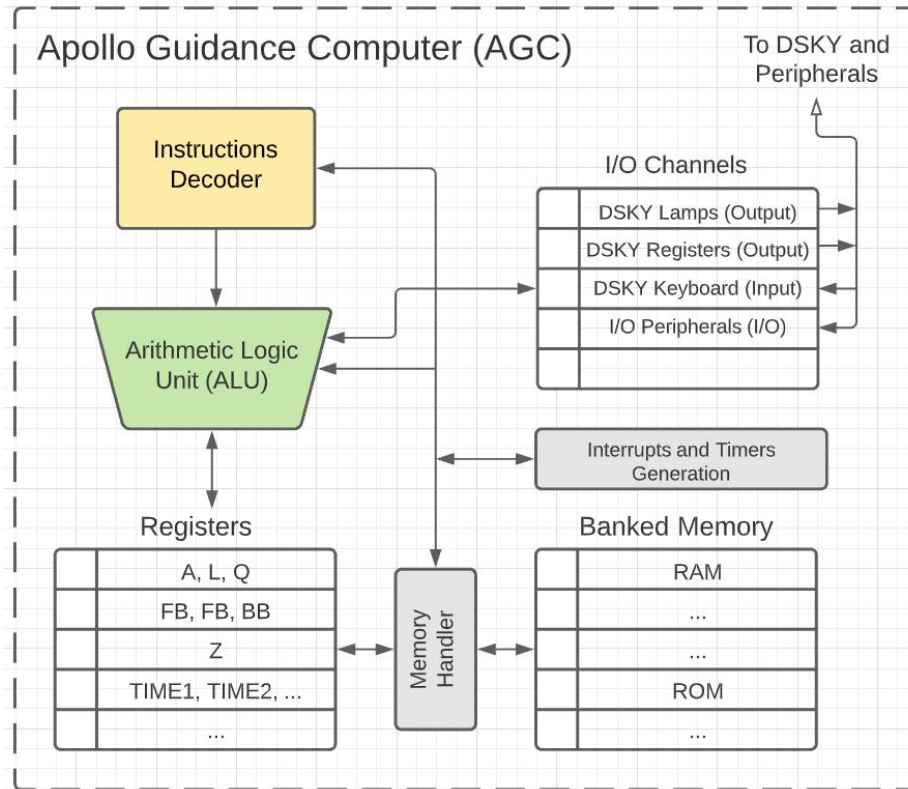 Apollo Guidance Computer (AGC)
To DSKY and
Peripherals
Instructions
Decoder
I/O Channels
DSKY Lamps (Output)
DSKY Registers (Output)
DSKY Keyboard (Input)
I/O Peripherals (I/O)
Arithmetic Logic
Unit (ALU)
Interrupts and Timers
Generation
Registers
A, L, Q
FB, FB, BB
Z
TIME1, TIME2, ...
...
Memory
Handler
Banked Memory
RAM
...
...
ROM
...